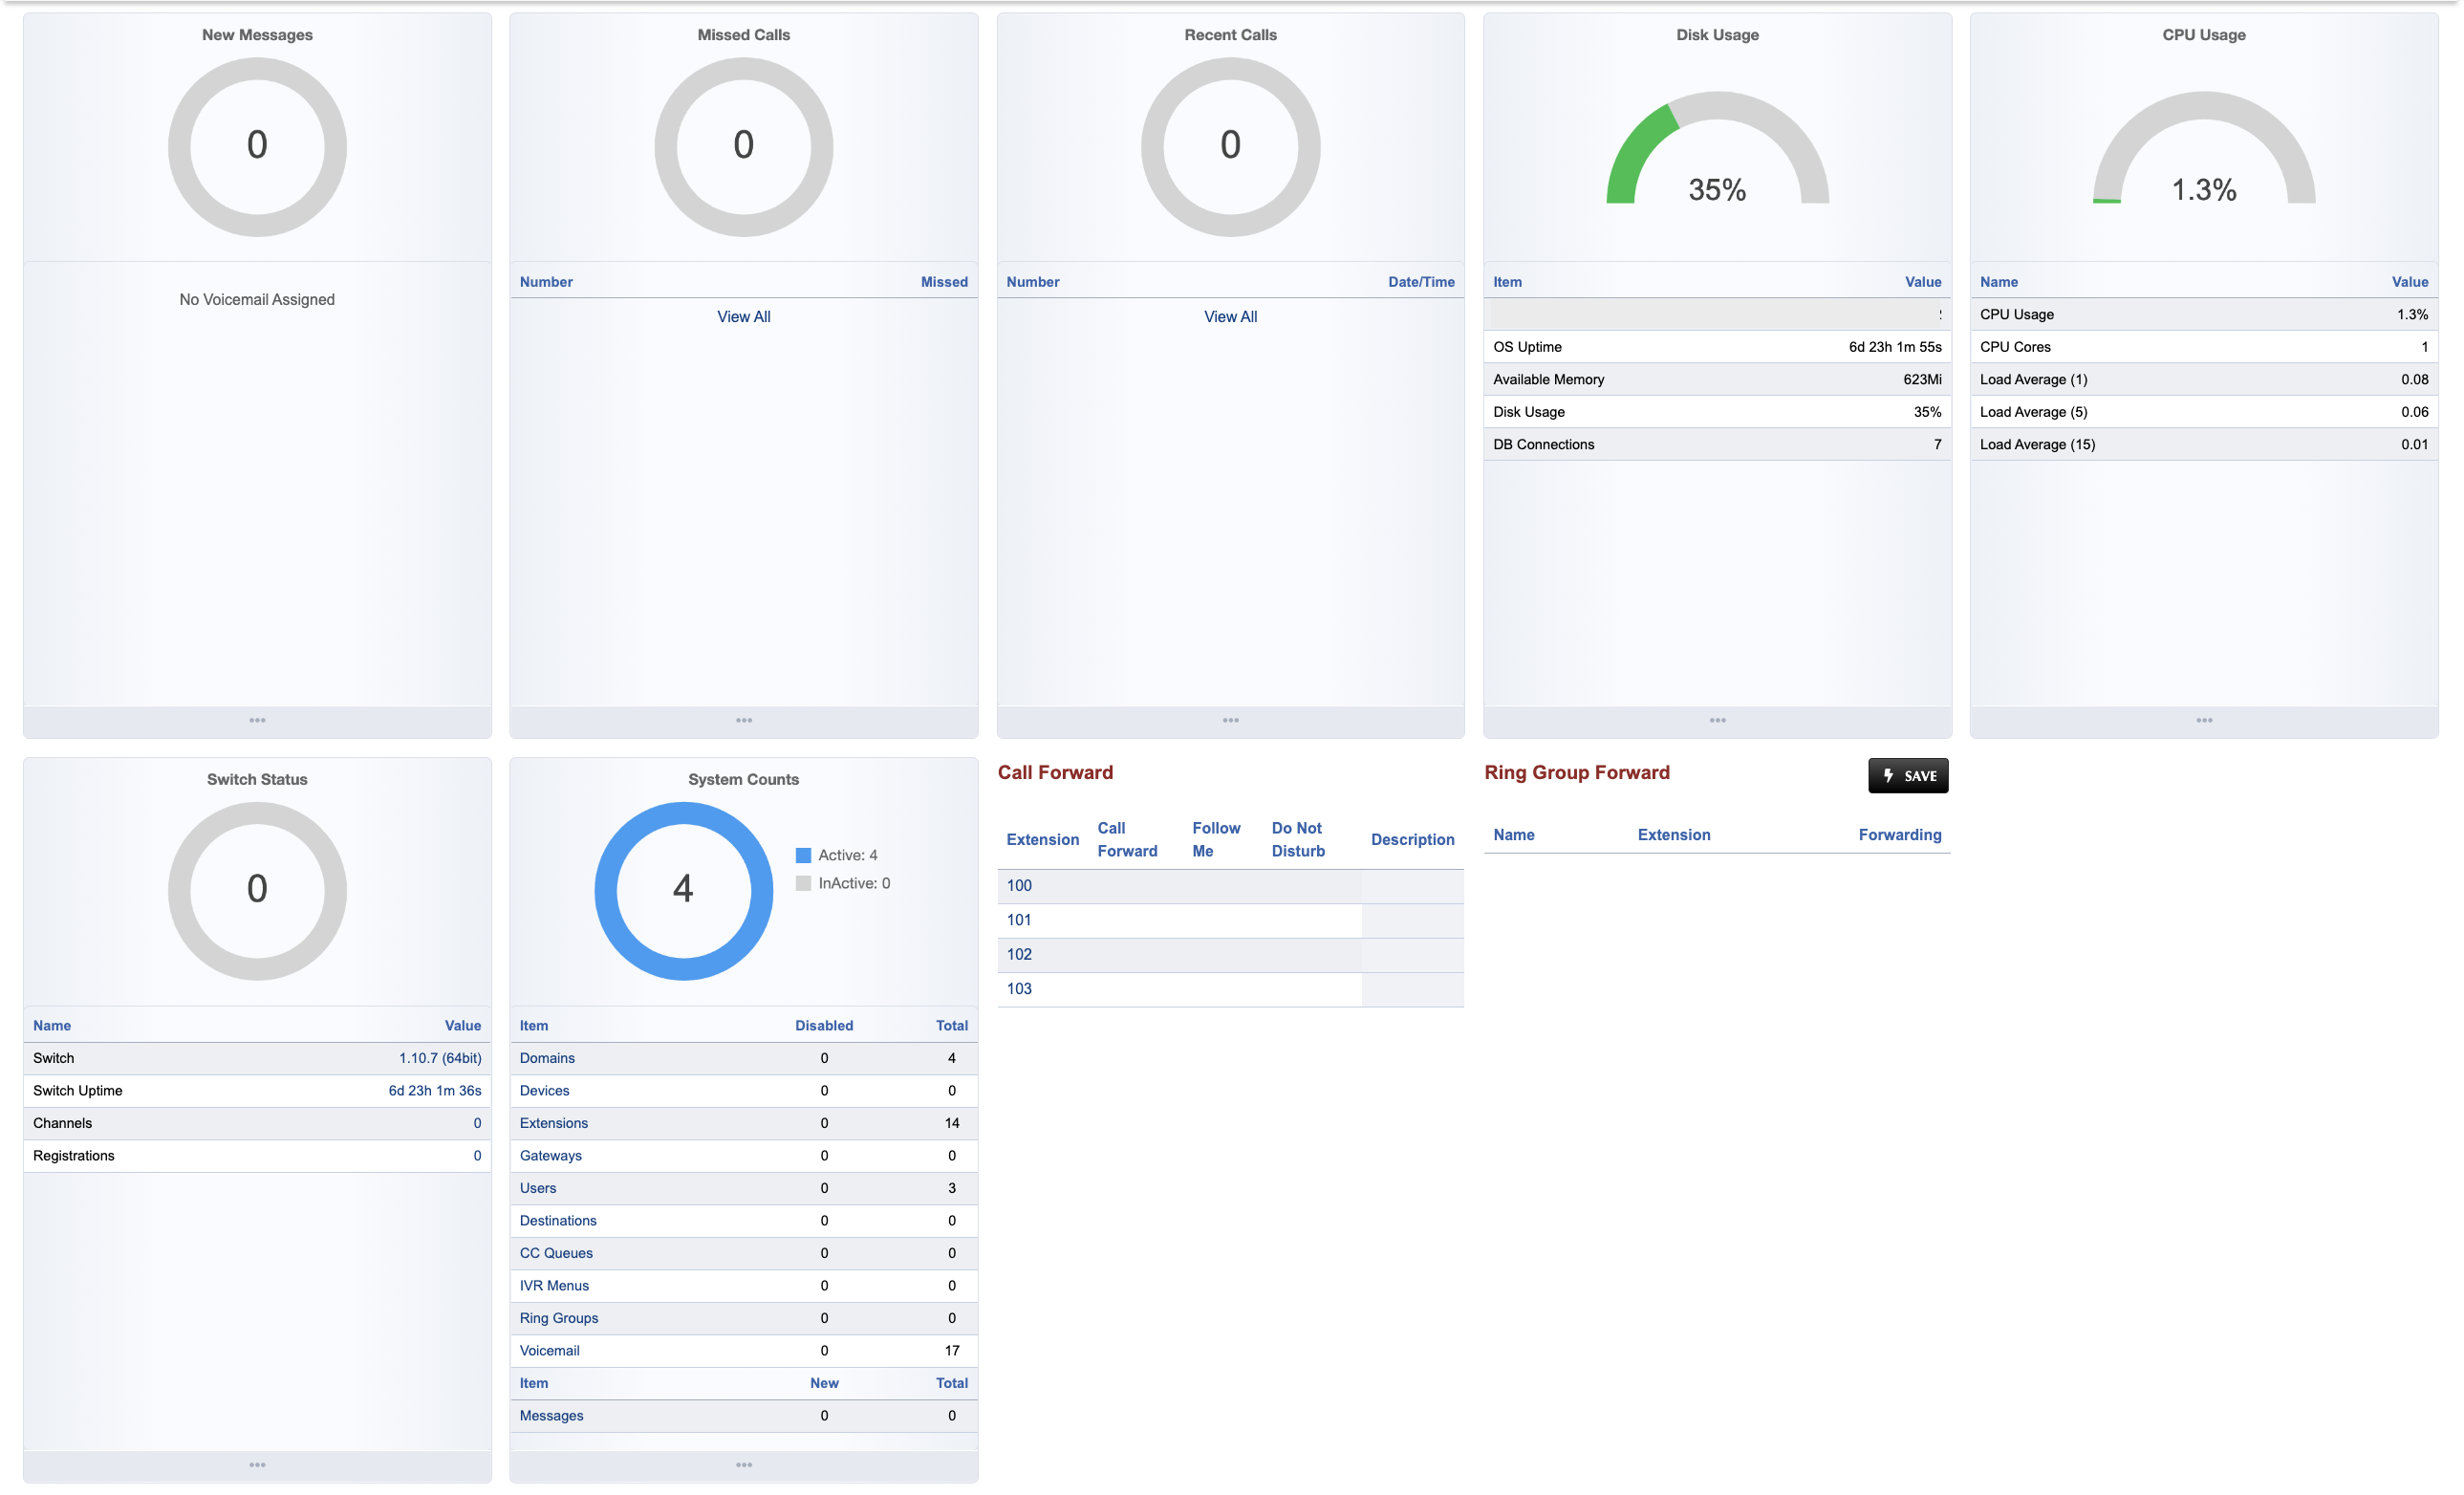 New Messages
0
No Voicemail Assigned
Missed Calls
0
Number Missed
View All
Recent Calls
0
Number Date/Time
View All
Disk Usage
35%
Item Value
OS Uptime 6d 23h 1m 55s
Available Memory 623Mi
Disk Usage 35%
DB Connections 7
CPU Usage
1.3%
Name Value
CPU Usage 1.3%
CPU Cores 1
Load Average (1) 0.08
Load Average (5) 0.06
Load Average (15) 0.01
Switch Status
0
Name Value
Switch 1.10.7 (64bit)
Switch Uptime 6d 23h 1m 36s
Channels 0
Registrations 0
System Counts
4
Active: 4
InActive: 0
Item Disabled Total
Domains 0 4
Devices 0 0
Extensions 0 14
Gateways 0 0
Users 0 3
Destinations 0 0
CC Queues 0 0
IVR Menus 0 0
Ring Groups 0 0
Voicemail 0 17
Item New Total
Messages 0 0
Call Forward
Extension Call Forward Follow Me Do Not Disturb Description
100
101
102
103
Ring Group Forward SAVE
Name Extension Forwarding